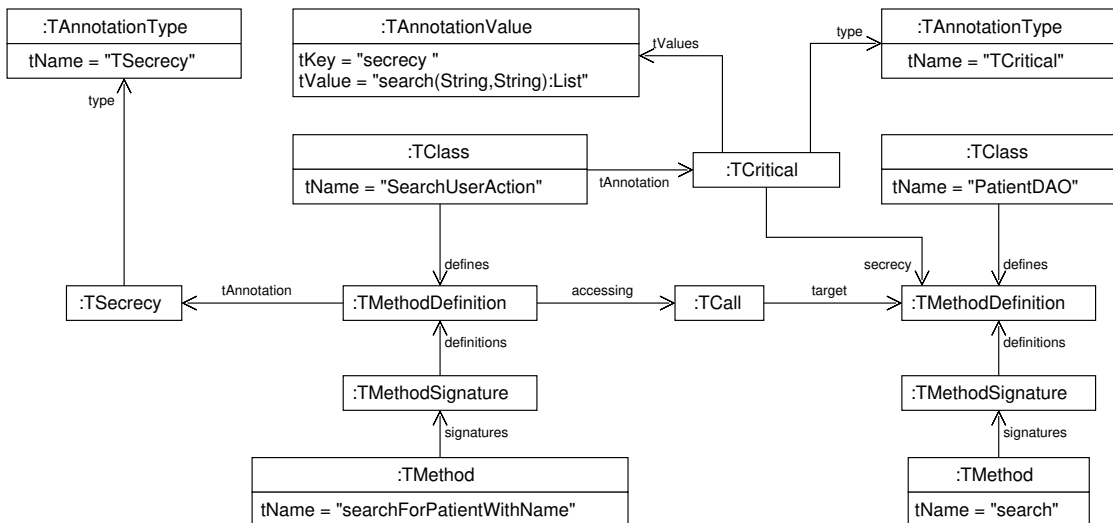 :TAnnotationType
tName = "TSecrecy"
:TAnnotationValue
tKey = "secrecy "
tValue = "search(String,String):List"
tValues
type
:TAnnotationType
tName = "TCritical"
type
:TClass
tName = "SearchUserAction"
tAnnotation
:TCritical
:TClass
tName = "PatientDAO"
defines
secrecy
defines
:TSecrecy
tAnnotation
:TMethodDefinition
accessing
:TCall
target
:TMethodDefinition
definitions
definitions
:TMethodSignature
:TMethodSignature
signatures
signatures
:TMethod
tName = "searchForPatientWithName"
:TMethod
tName = "search"